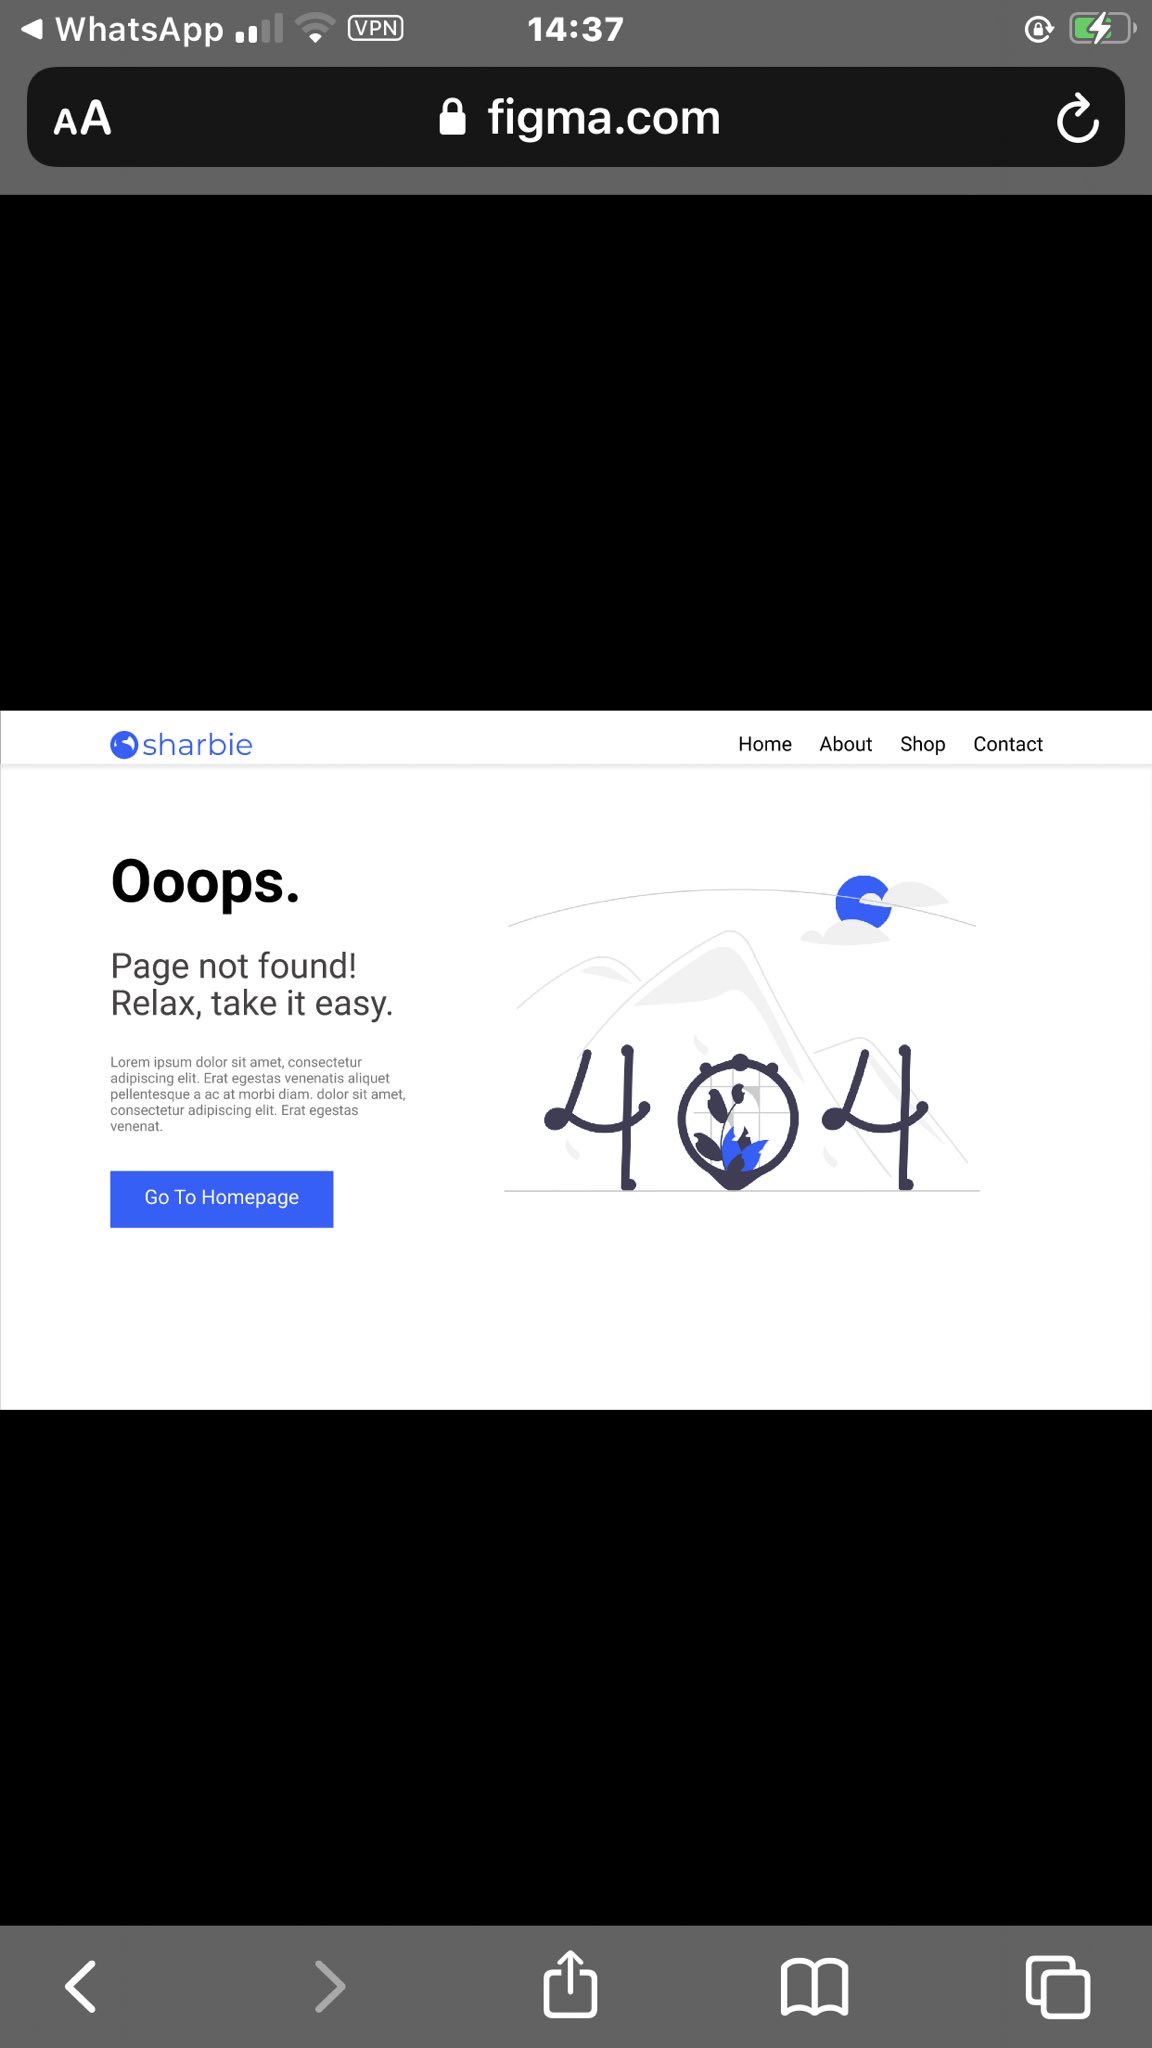 WhatsApp
VPN
14:37
AA
figma.com
sharbie
Home About Shop Contact
Ooops.
Page not found!
Relax, take it easy.
Lorem ipsum dolor sit amet, consectetur
adipiscing elit. Erat egestas venenatis aliquet
pellentesque a ac at morbi diam. dolor sit amet,
consectetur adipiscing elit. Erat egestas
venenat.
Go To Homepage
404